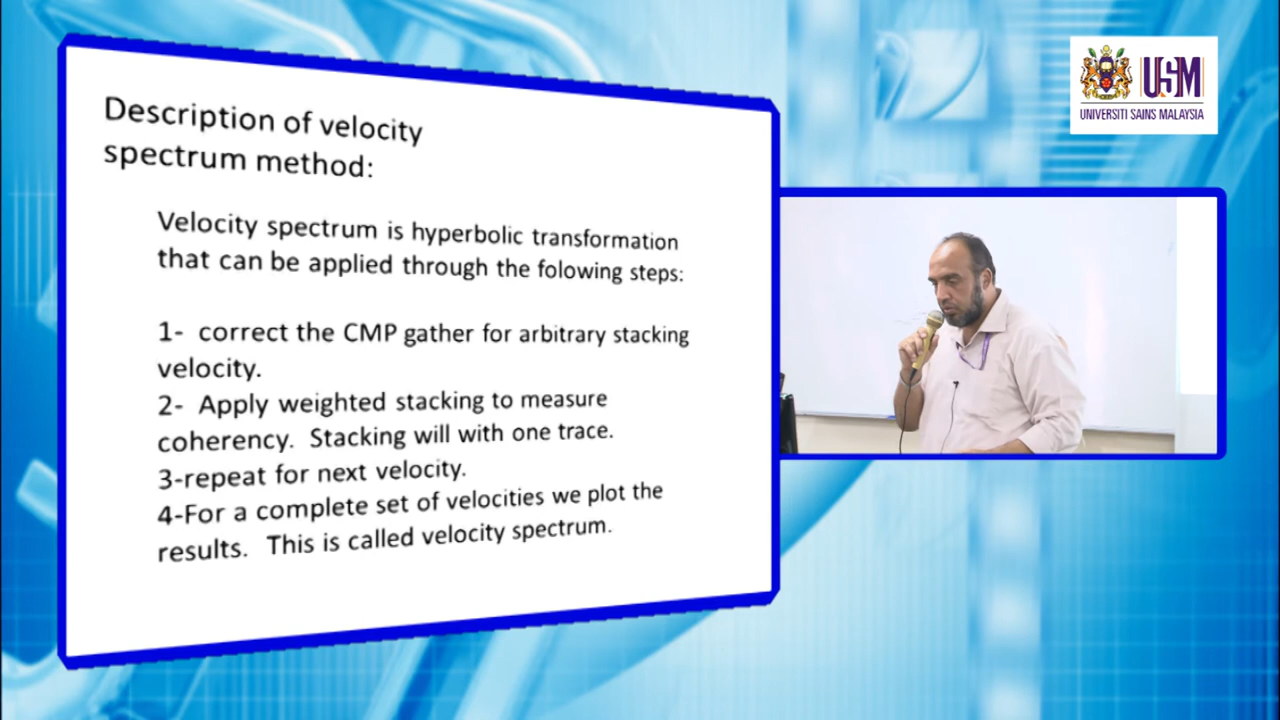 Description of velocity
spectrum method:
Velocity spectrum is hyperbolic transformation
that can be applied through the folowing steps:
1- correct the CMP gather for arbitrary stacking
velocity.
2- Apply weighted stacking to measure
coherency. Stacking will with one trace.
3-repeat for next velocity.
4-For a complete set of velocities we plot the
results. This is called velocity spectrum.
USM
UNIVERSITI SAINS MALAYSIA